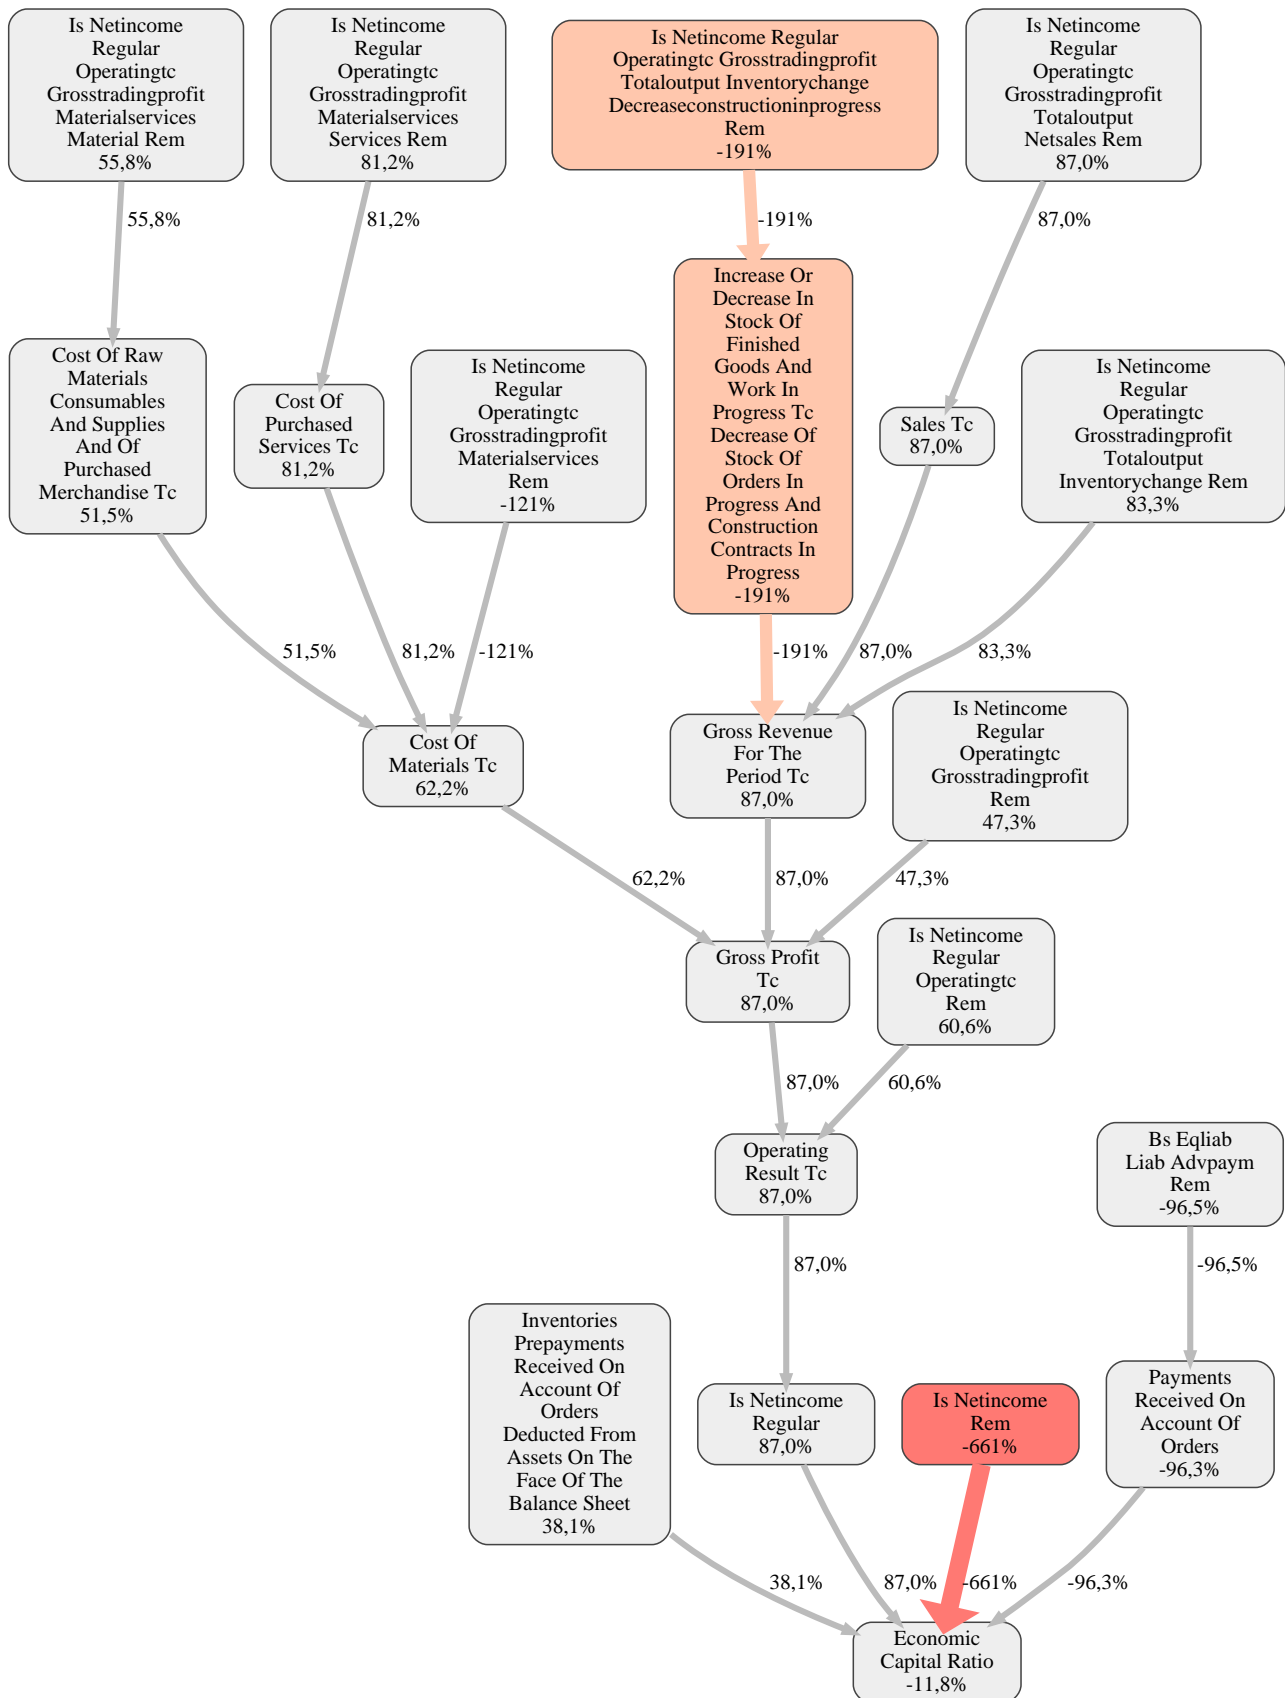 Is Netincome
Regular
Operatingtc
Grosstradingprofit
Materialservices
Material Rem
55,8%
Is Netincome
Regular
Operatingtc
Grosstradingprofit
Materialservices
Services Rem
81,2%
Is Netincome Regular
Operatingtc Grosstradingprofit
Totaloutput Inventorychange
Decreaseconstructioninprogress
Rem
-191%
Is Netincome
Regular
Operatingtc
Grosstradingprofit
Totaloutput
Netsales Rem
87,0%
55,8%
81,2%
-191%
87,0%
Cost Of Raw
Materials
Consumables
And Supplies
And Of
Purchased
Merchandise Tc
51,5%
Cost Of
Purchased
Services Tc
81,2%
Is Netincome
Regular
Operatingtc
Grosstradingprofit
Materialservices
Rem
-121%
Increase Or
Decrease In
Stock Of
Finished
Goods And
Work In
Progress Tc
Decrease Of
Stock Of
Orders In
Progress And
Construction
Contracts In
Progress
-191%
Sales Tc
87,0%
Is Netincome
Regular
Operatingtc
Grosstradingprofit
Totaloutput
Inventorychange Rem
83,3%
51,5%
81,2%
-121%
-191%
87,0%
83,3%
Cost Of
Materials Tc
62,2%
Gross Revenue
For The
Period Tc
87,0%
Is Netincome
Regular
Operatingtc
Grosstradingprofit
Rem
47,3%
62,2%
87,0%
47,3%
Gross Profit
Tc
87,0%
Is Netincome
Regular
Operatingtc
Rem
60,6%
87,0%
60,6%
Operating
Result Tc
87,0%
Bs Eqliab
Liab Advpaym
Rem
-96,5%
87,0%
-96,5%
Inventories
Prepayments
Received On
Account Of
Orders
Deducted From
Assets On The
Face Of The
Balance Sheet
38,1%
Is Netincome
Regular
87,0%
Is Netincome
Rem
-661%
Payments
Received On
Account Of
Orders
-96,3%
38,1%
87,0%
-661%
-96,3%
Economic
Capital Ratio
-11,8%